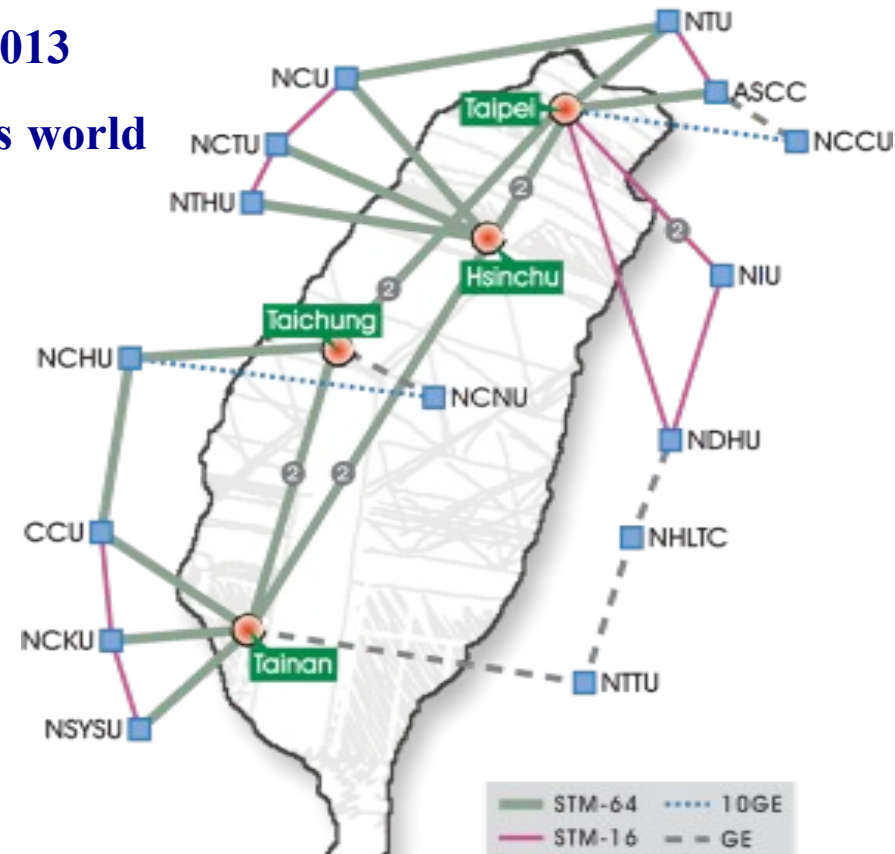 013
s world
NTU
NCU
ASCC
Taipei
NCCU
NCTU
2
NTHU
2
Hsinchu
NIU
2
Taichung
NCHU
NCNU
NDHU
2
2
CCU
NHLTC
NCKU
Tainan
NTTU
NSYSU
STM-64
10GE
STM-16
GE